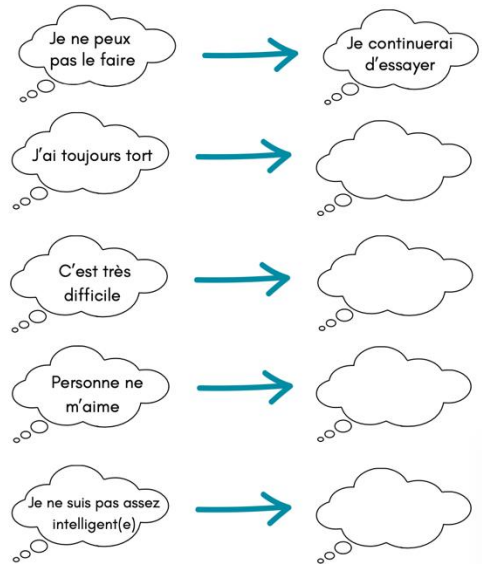 Je ne peux
pas le faire
Je continuerai
d'essayer
J'ai toujours tort
C'est très
difficile
Personne ne
m'aime
Je ne suis pas assez
intelligent(e)